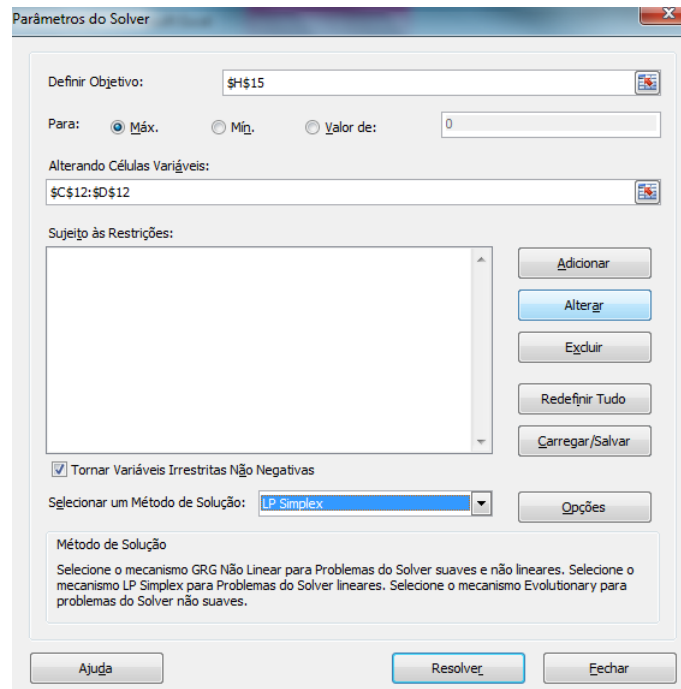 Parâmetros do Solver
Definir Objetivo:
$H$15
Para:
Máx.
Mín.
Valor de:
0
Alterando Células Variáveis:
$C$12:$D$12
Sujeito às Restrições:
Adicionar
Alterar
Excluir
Redefinir Tudo
Carregar/Salvar
Tornar Variáveis Irrestritas Não Negativas
Selecionar um Método de Solução:
LP Simplex
Opções
Método de Solução
Selecione o mecanismo GRG Não Linear para Problemas do Solver suaves e não lineares. Selecione o
mecanismo LP Simplex para Problemas do Solver lineares. Selecione o mecanismo Evolutionary para
problemas do Solver não suaves.
Ajuda
Resolver
Fechar